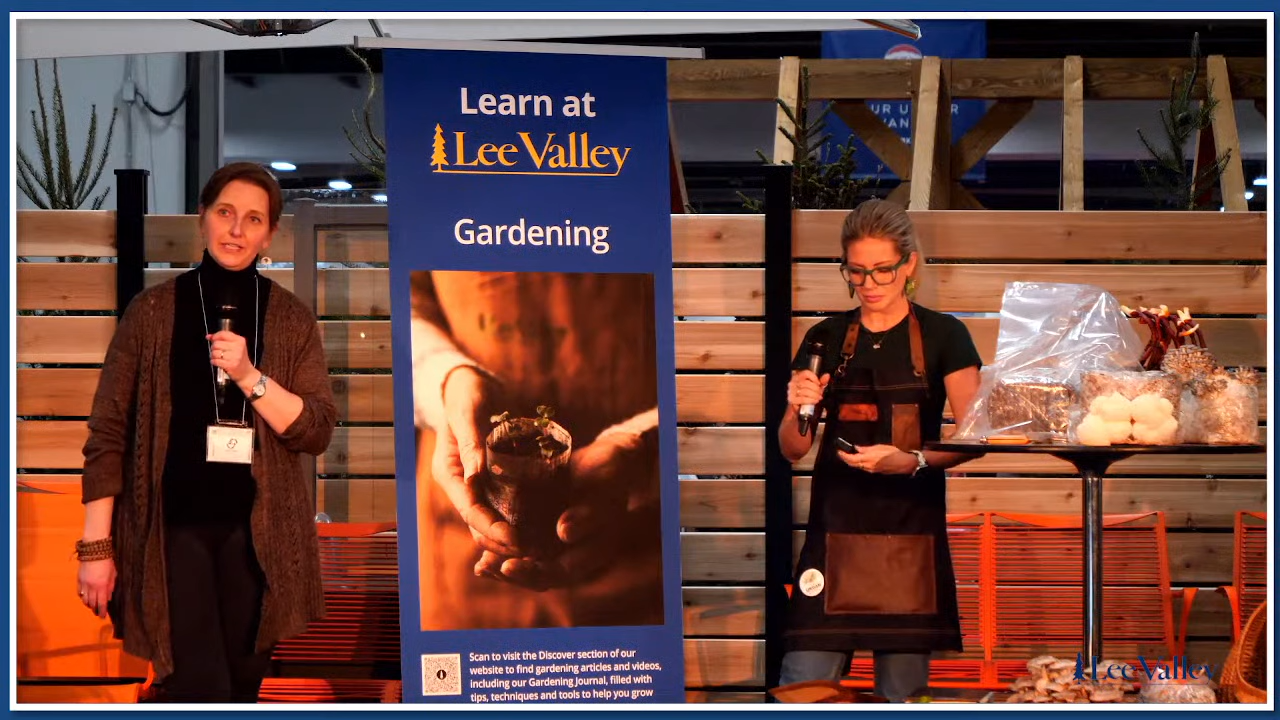 Learn at
Lee Valley
Gardening
Scan to visit the Discover section of our
website to find gardening articles and videos,
including our Gardening Journal, filled with
tips, techniques and tools to help you grow
Lee Valley